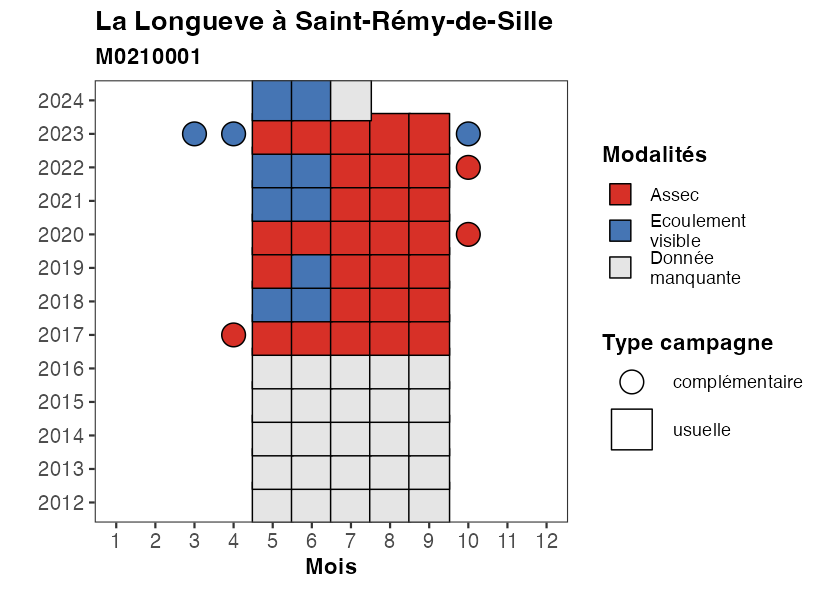 La Longueve à Saint-Rémy-de-Sille
M0210001
2024
2023
2022
2021
2020
2019
2018
2017
2016
2015
2014
2013
2012
1 2 3 4 5 6 7 8 9 10 11 12
Mois
Modalités
Assec
Ecoulement
visible
Donnée
manquante
Type campagne
complémentaire
usuelle